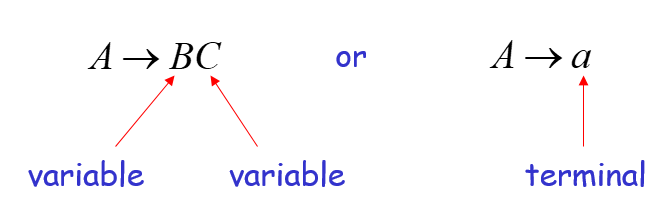 A → BC or A → a
variable variable terminal